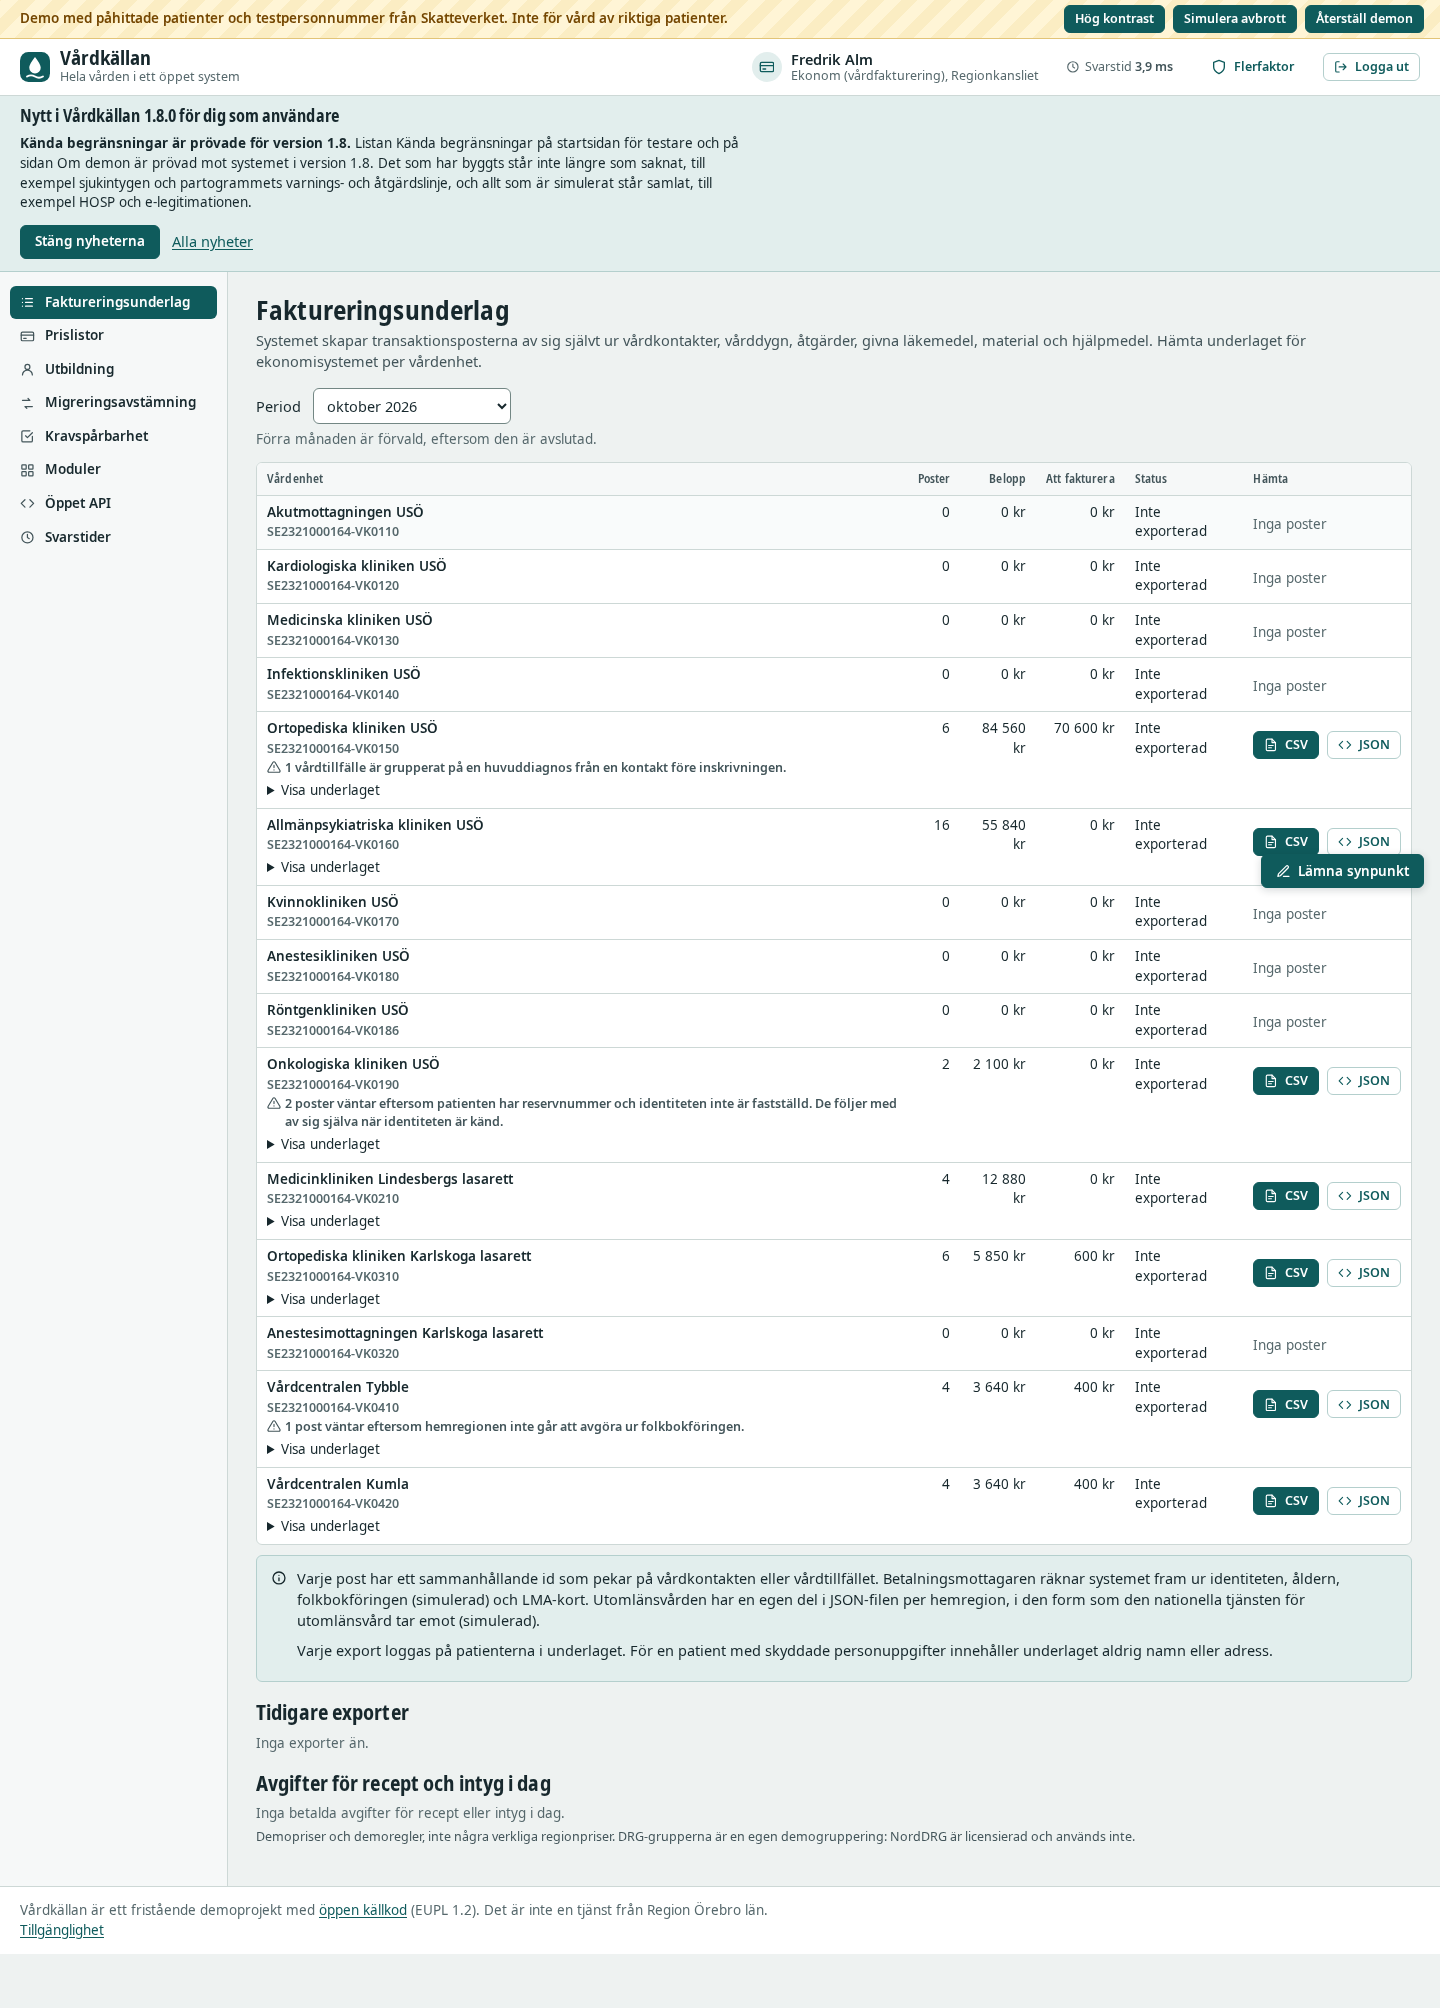 Demo med påhittade patienter och testpersonnummer från Skatteverket. Inte för vård av riktiga patienter.
Hög kontrast
Simulera avbrott
Återställ demon
Vårdkällan
Hela vården i ett öppet system
Fredrik Alm
Ekonom (vårdfakturering), Regionkansliet
Svarstid 3,9 ms
Flerfaktor
Logga ut
Nytt i Vårdkällan 1.8.0 för dig som användare
Kända begränsningar är prövade för version 1.8. Listan Kända begränsningar på startsidan för testare och på
sidan Om demon är prövad mot systemet i version 1.8. Det som har byggts står inte längre som saknat, till
exempel sjukintygen och partogrammets varnings- och åtgärdslinje, och allt som är simulerat står samlat, till
exempel HOSP och e-legitimationen.
Stäng nyheterna
Alla nyheter
Faktureringsunderlag
Prislistor
Utbildning
Migreringsavstämning
Kravspårbarhet
Moduler
Öppet API
Svarstider
Faktureringsunderlag
Systemet skapar transaktionsposterna av sig självt ur vårdkontakter, vårddygn, åtgärder, givna läkemedel, material och hjälpmedel. Hämta underlaget för
ekonomisystemet per vårdenhet.
Period
oktober 2026
Förra månaden är förvald, eftersom den är avslutad.
Vårdenhet Poster Belopp Att fakturera Status Hämta
Akutmottagningen USÖ 0 0 kr 0 kr Inte
SE2321000164-VK0110 exporterad Inga poster
Kardiologiska kliniken USÖ 0 0 kr 0 kr Inte
SE2321000164-VK0120 exporterad Inga poster
Medicinska kliniken USÖ 0 0 kr 0 kr Inte
SE2321000164-VK0130 exporterad Inga poster
Infektionskliniken USÖ 0 0 kr 0 kr Inte
SE2321000164-VK0140 exporterad Inga poster
Ortopediska kliniken USÖ 6 84 560 70 600 kr Inte
SE2321000164-VK0150 kr exporterad CSV JSON
1 vårdtillfälle är grupperat på en huvuddiagnos från en kontakt före inskrivningen.
Visa underlaget
Allmänpsykiatriska kliniken USÖ 16 55 840 0 kr Inte
SE2321000164-VK0160 kr exporterad CSV JSON
Visa underlaget
Lämna synpunkt
Kvinnokliniken USÖ 0 0 kr 0 kr Inte
SE2321000164-VK0170 exporterad Inga poster
Anestesikliniken USÖ 0 0 kr 0 kr Inte
SE2321000164-VK0180 exporterad Inga poster
Röntgenkliniken USÖ 0 0 kr 0 kr Inte
SE2321000164-VK0186 exporterad Inga poster
Onkologiska kliniken USÖ 2 2 100 kr 0 kr Inte
SE2321000164-VK0190 exporterad CSV JSON
2 poster väntar eftersom patienten har reservnummer och identiteten inte är fastställd. De följer med
av sig själva när identiteten är känd.
Visa underlaget
Medicinkliniken Lindesbergs lasarett 4 12 880 0 kr Inte
SE2321000164-VK0210 kr exporterad CSV JSON
Visa underlaget
Ortopediska kliniken Karlskoga lasarett 6 5 850 kr 600 kr Inte
SE2321000164-VK0310 exporterad CSV JSON
Visa underlaget
Anestesimottagningen Karlskoga lasarett 0 0 kr 0 kr Inte
SE2321000164-VK0320 exporterad Inga poster
Vårdcentralen Tybble 4 3 640 kr 400 kr Inte
SE2321000164-VK0410 exporterad CSV JSON
1 post väntar eftersom hemregionen inte går att avgöra ur folkbokföringen.
Visa underlaget
Vårdcentralen Kumla 4 3 640 kr 400 kr Inte
SE2321000164-VK0420 exporterad CSV JSON
Visa underlaget
Varje post har ett sammanhållande id som pekar på vårdkontakten eller vårdtillfället. Betalningsmottagaren räknar systemet fram ur identiteten, åldern,
folkbokföringen (simulerad) och LMA-kort. Utomlänsvården har en egen del i JSON-filen per hemregion, i den form som den nationella tjänsten för
utomlänsvård tar emot (simulerad).
Varje export loggas på patienterna i underlaget. För en patient med skyddade personuppgifter innehåller underlaget aldrig namn eller adress.
Tidigare exporter
Inga exporter än.
Avgifter för recept och intyg i dag
Inga betalda avgifter för recept eller intyg i dag.
Demopriser och demoregler, inte några verkliga regionpriser. DRG-grupperna är en egen demogruppering: NordDRG är licensierad och används inte.
Vårdkällan är ett fristående demoprojekt med öppen källkod (EUPL 1.2). Det är inte en tjänst från Region Örebro län.
Tillgänglighet